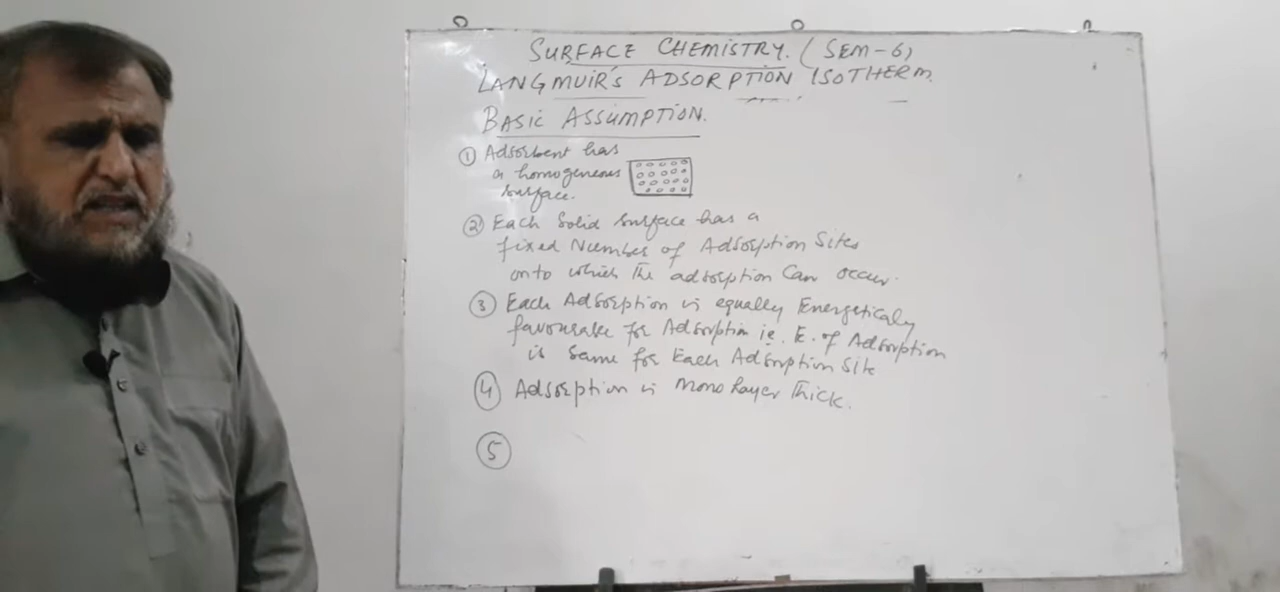 SURFACE CHEMISTRY. (SEM-6)
LANGMUIR'S ADSORPTION ISOTHERM.
BASIC ASSUMPTION.
① Adsorbent has
a homogeneous
surface.
② Each Solid surface has a
fixed Number of Adsorption Sites
onto which the adsorption Can occur.
③ Each Adsorption is equally Energeticaly
favourable for Adsorption i.e. E. of Adsorption
is Same for Each Adsorption Site
④ Adsorption is Mono layer Thick.
⑤